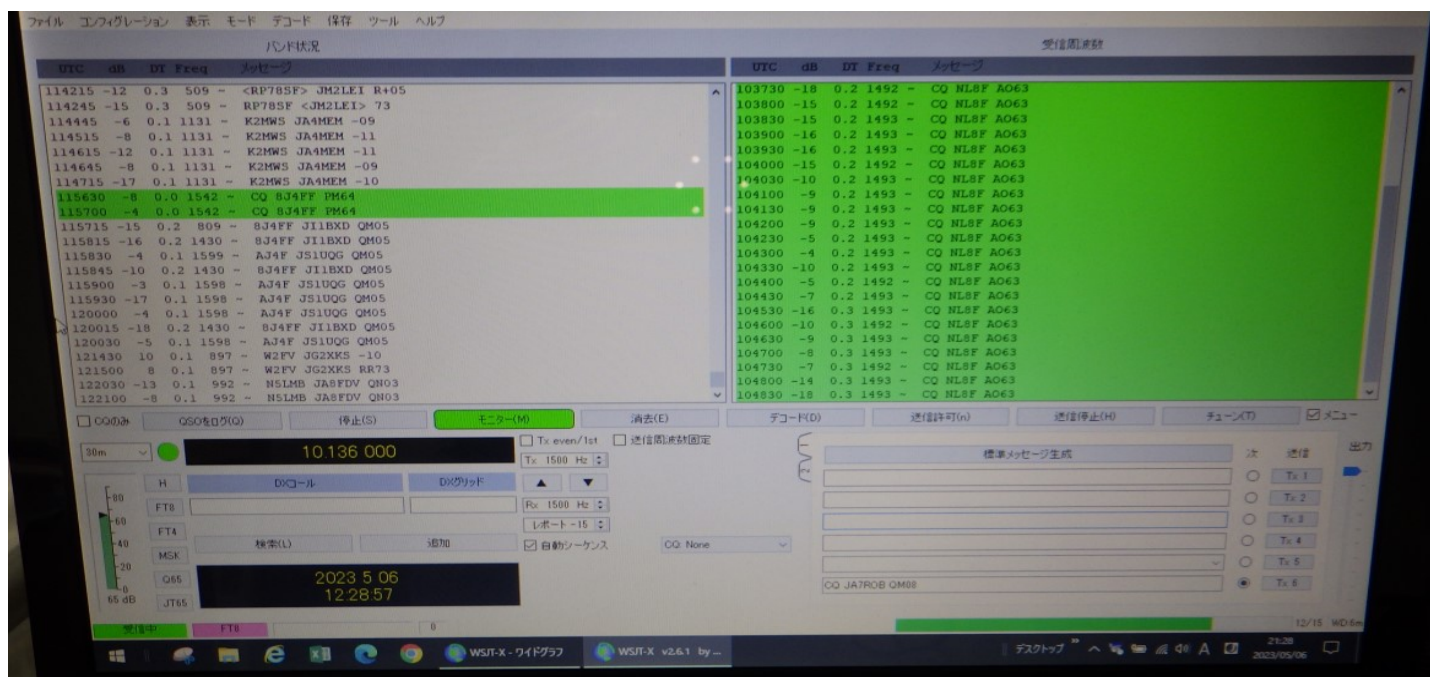 ファイル コンフィグレーション 表示 モード デコード 保存 ツール ヘルプ
バンド状況
受信周波数
UTC dB DT Freq メッセージ
UTC dB DT Freq メッセージ
114215 -12 0.3 509 ~ <RP78SF> JM2LEI R+05
114245 -15 0.3 509 ~ RP78SF <JM2LEI> 73
114445 -6 0.1 1131 ~ K2MWS JA4MEM -09
114515 -8 0.1 1131 ~ K2MWS JA4MEM -11
114615 -12 0.1 1131 ~ K2MWS JA4MEM -11
114645 -8 0.1 1131 ~ K2MWS JA4MEM -09
114715 -17 0.1 1131 ~ K2MWS JA4MEM -10
115630 -8 0.0 1542 ~ CQ 8J4FF PM64
115700 -4 0.0 1542 ~ CQ 8J4FF PM64
115715 -15 0.2 809 ~ 8J4FF JI1BXD QM05
115815 -16 0.2 1430 ~ 8J4FF JI1BXD QM05
115830 -4 0.1 1599 ~ AJ4F JS1UQG QM05
115845 -10 0.2 1430 ~ 8J4FF JI1BXD QM05
115900 -3 0.1 1598 ~ AJ4F JS1UQG QM05
115930 -17 0.1 1598 ~ AJ4F JS1UQG QM05
120000 -4 0.1 1598 ~ AJ4F JS1UQG QM05
120015 -18 0.2 1430 ~ 8J4FF JI1BXD QM05
120030 -5 0.1 1598 ~ AJ4F JS1UQG QM05
121430 10 0.1 897 ~ W2FV JG2XKS -10
121500 8 0.1 897 ~ W2FV JG2XKS RR73
122030 -13 0.1 992 ~ N5LMB JA8FDV QN03
122100 -8 0.1 992 ~ N5LMB JA8FDV QN03
103730 -18 0.2 1492 ~ CQ NL8F AO63
103800 -15 0.2 1492 ~ CQ NL8F AO63
103830 -15 0.2 1493 ~ CQ NL8F AO63
103900 -16 0.2 1493 ~ CQ NL8F AO63
103930 -16 0.2 1493 ~ CQ NL8F AO63
104000 -15 0.2 1492 ~ CQ NL8F AO63
104030 -10 0.2 1493 ~ CQ NL8F AO63
104100 -9 0.2 1493 ~ CQ NL8F AO63
104130 -9 0.2 1493 ~ CQ NL8F AO63
104200 -9 0.2 1493 ~ CQ NL8F AO63
104230 -5 0.2 1493 ~ CQ NL8F AO63
104300 -4 0.2 1493 ~ CQ NL8F AO63
104330 -10 0.2 1493 ~ CQ NL8F AO63
104400 -5 0.2 1492 ~ CQ NL8F AO63
104430 -7 0.2 1493 ~ CQ NL8F AO63
104530 -16 0.3 1493 ~ CQ NL8F AO63
104600 -10 0.3 1492 ~ CQ NL8F AO63
104630 -9 0.3 1493 ~ CQ NL8F AO63
104700 -8 0.3 1493 ~ CQ NL8F AO63
104730 -7 0.3 1492 ~ CQ NL8F AO63
104800 -14 0.3 1493 ~ CQ NL8F AO63
104830 -18 0.3 1493 ~ CQ NL8F AO63
CQのみ QSOをログ(Q) 停止(S) モニター(M) 消去(E) デコード(D) 送信許可(n) 送信停止(H) チューン(T) メニュー
30m 10.136 000 Tx even/1st 送信周波数固定
Tx 1500 Hz
標準メッセージ生成 次 送信 出力
H DXコール DXグリッド
Tx 1
FT8 Rx 1500 Hz Tx 2
レポート -15 Tx 3
FT4 検索(L) 追加 自動シーケンス CQ: None Tx 4
MSK Tx 5
Q65 2023 5 06 CQ JA7ROB QM08 Tx 6
JT65 12:28:57
80
60
40
20
0
65 dB
受信中 FT8 0 12/15 WD:6m
WSJT-X - ワイドグラフ WSJT-X v2.6.1 by ... デスクトップ A 21:28
2023/05/06